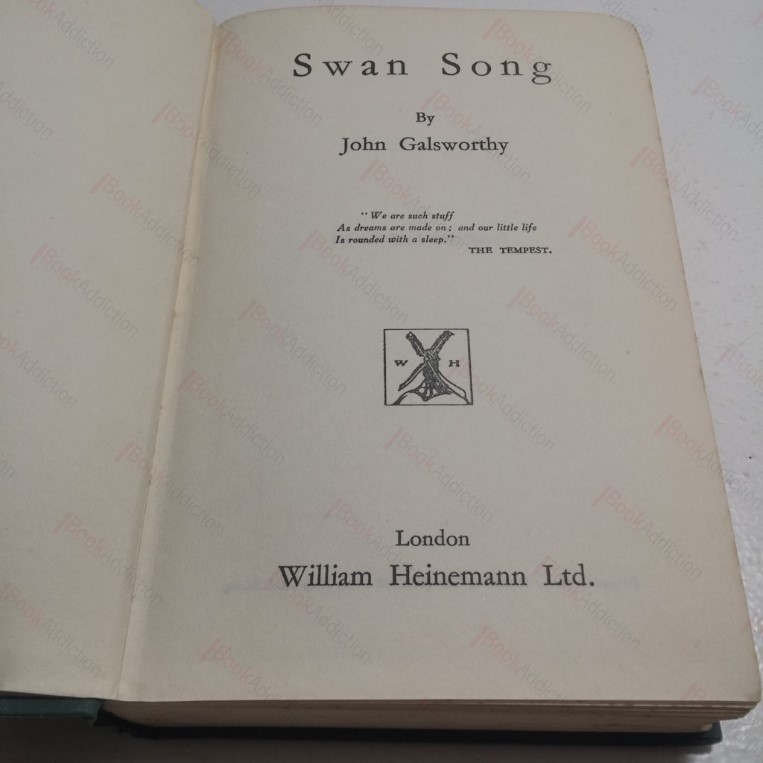 Swan Song
By
John Galsworthy
" We are such stuff
As dreams are made on ; and our little life
Is rounded with a sleep."
THE TEMPEST.
W H
London
William Heinemann Ltd.
BookAddiction